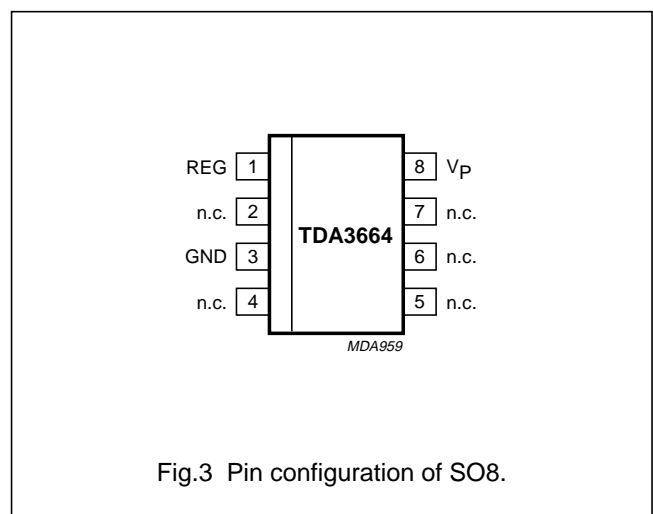 REG 1 8 VP
n.c. 2 7 n.c.
TDA3664
GND 3 6 n.c.
n.c. 4 5 n.c.
MDA959
Fig.3 Pin configuration of SO8.